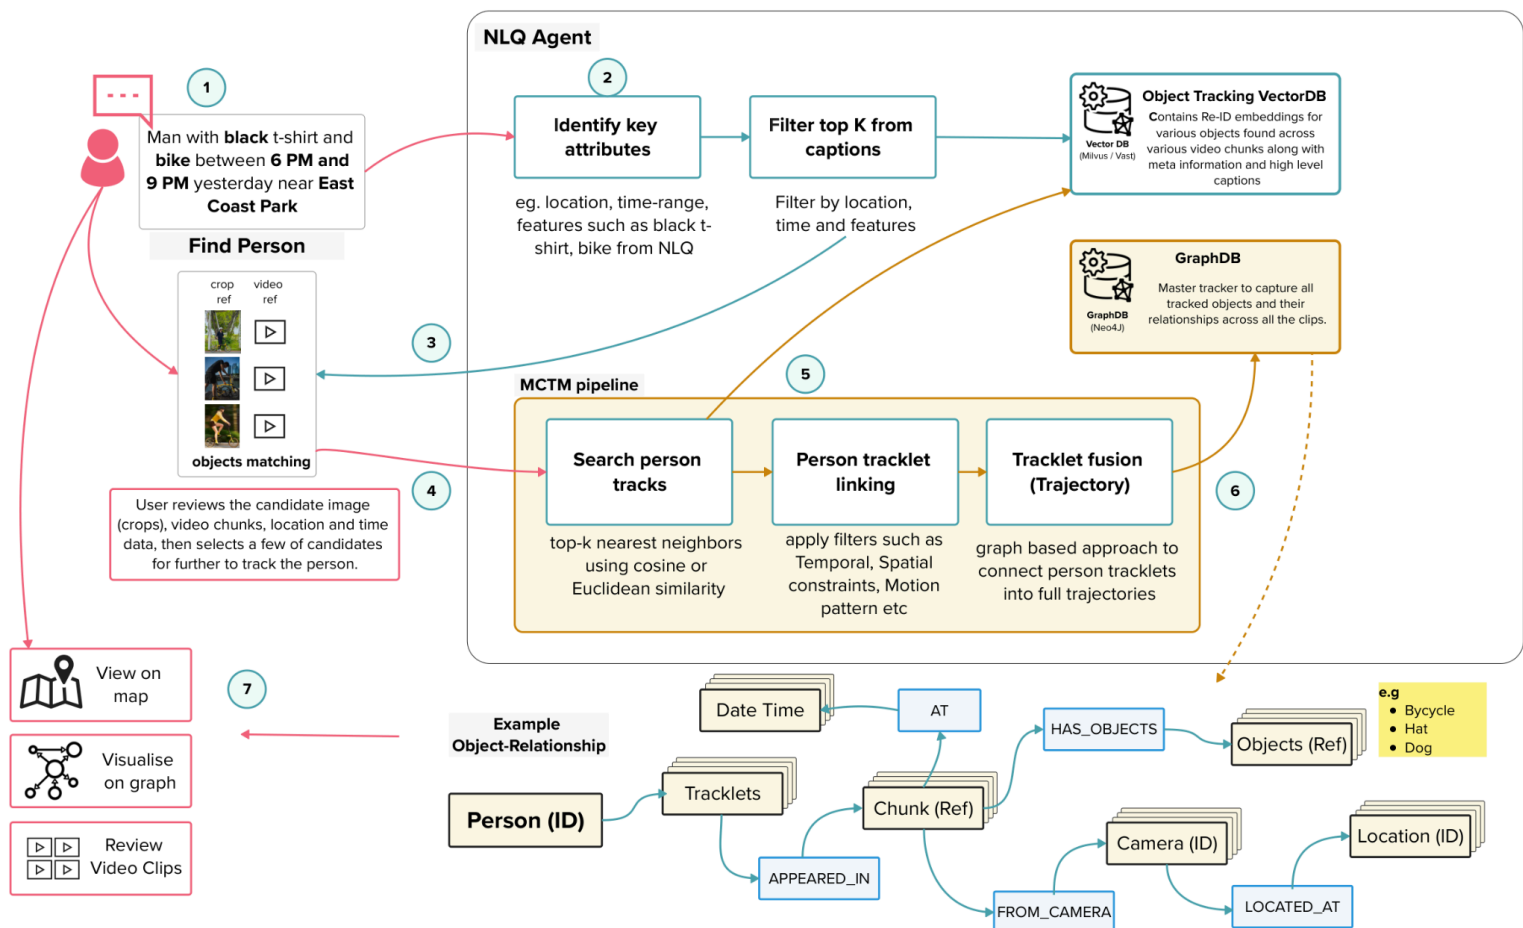 NLQ Agent
1
Man with black t-shirt and
bike between 6 PM and
9 PM yesterday near East
Coast Park
2
Identify key
attributes
eg. location, time-range,
features such as black t-
shirt, bike from NLQ
Filter top K from
captions
Filter by location,
time and features
Vector DB
(Milvus / Vast)
Object Tracking VectorDB
Contains Re-ID embeddings for
various objects found across
various video chunks along with
meta information and high level
captions
GraphDB
(Neo4J)
GraphDB
Master tracker to capture all
tracked objects and their
relationships across all the clips.
Find Person
crop
ref
video
ref
objects matching
3
4
User reviews the candidate image
(crops), video chunks, location and time
data, then selects a few of candidates
for further to track the person.
MCTM pipeline
5
Search person
tracks
top-k nearest neighbors
using cosine or
Euclidean similarity
Person tracklet
linking
apply filters such as
Temporal, Spatial
constraints, Motion
pattern etc
Tracklet fusion
(Trajectory)
graph based approach to
connect person tracklets
into full trajectories
6
7
View on
map
Visualise
on graph
Review
Video Clips
Example
Object-Relationship
Person (ID)
Tracklets
APPEARED_IN
Date Time
AT
Chunk (Ref)
HAS_OBJECTS
Objects (Ref)
e.g
Bycycle
Hat
Dog
FROM_CAMERA
Camera (ID)
LOCATED_AT
Location (ID)